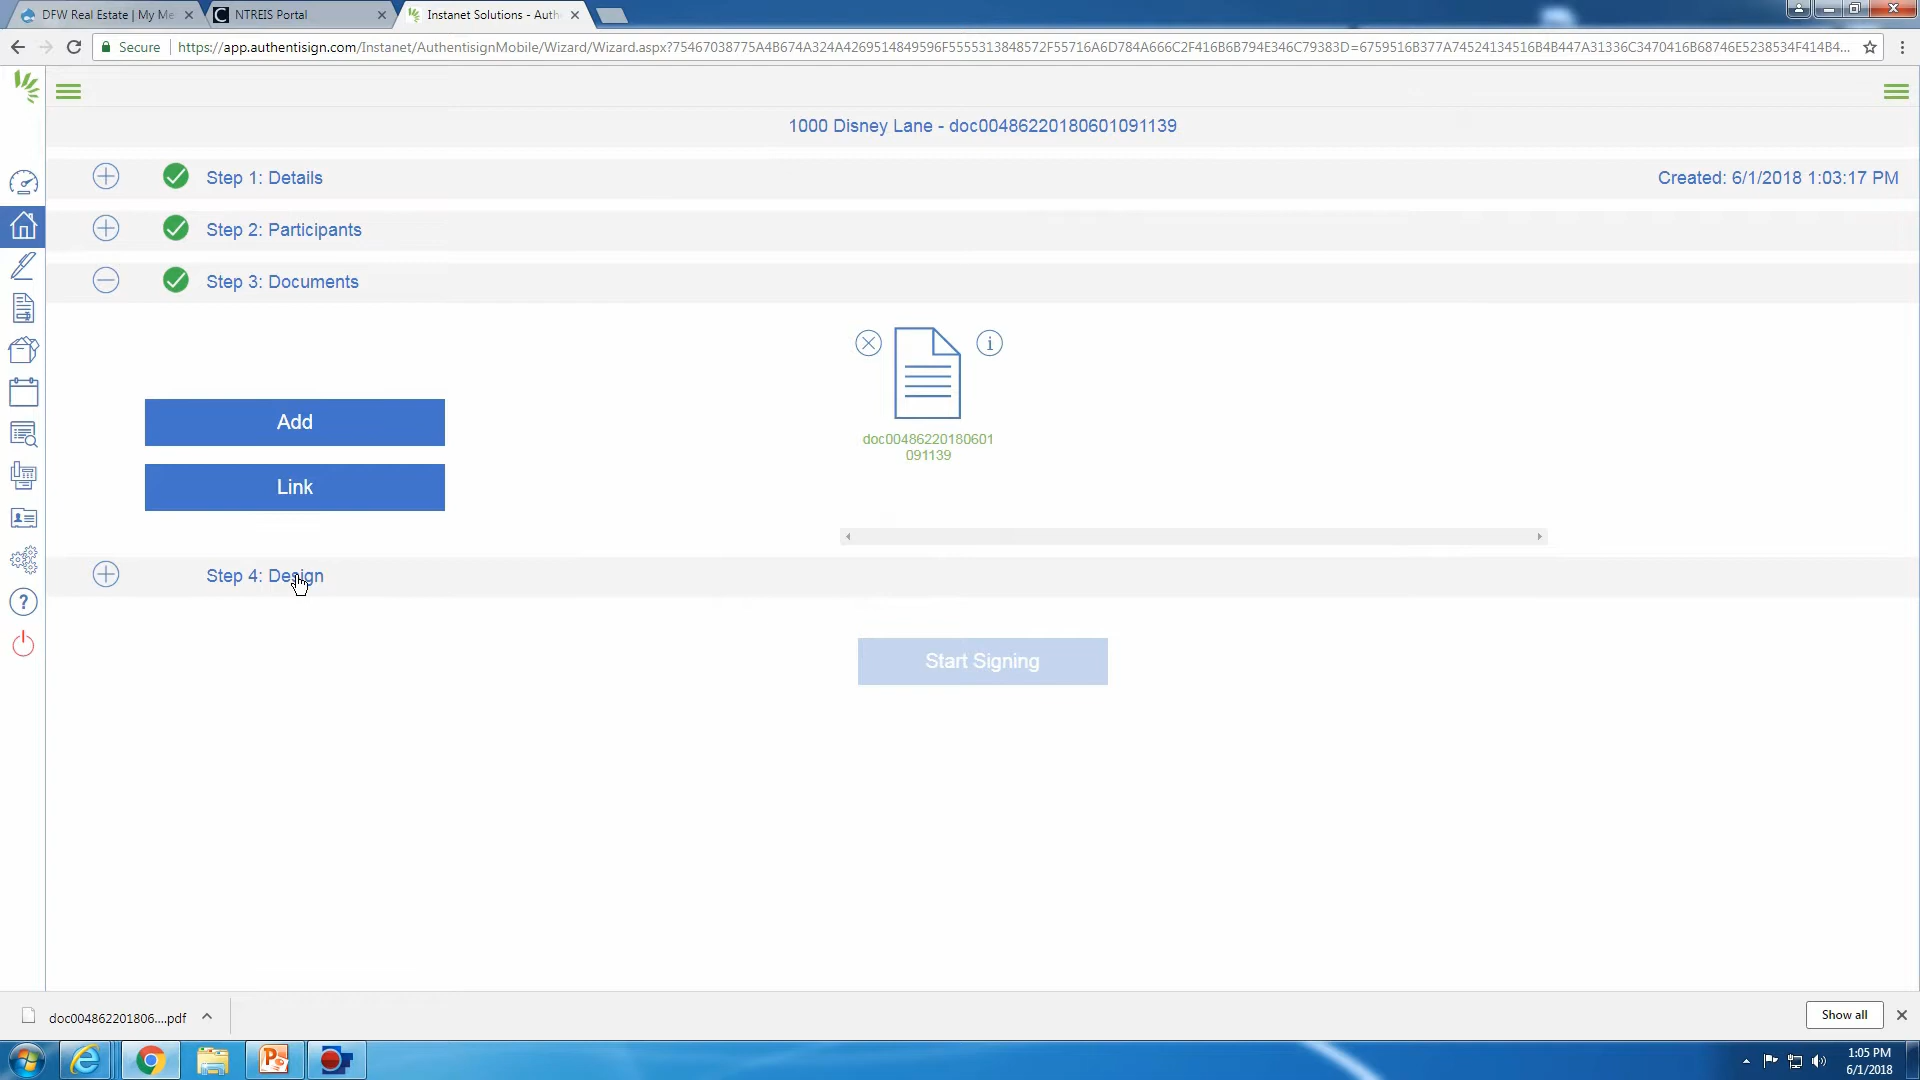 DFW Real Estate | My Me
NTREIS Portal
Instanet Solutions - Auth
Secure
https://app.authentisign.com/Instanet/AuthentisignMobile/Wizard/Wizard.aspx?75467038775A4B674A324A4269514849596F5555313848572F55716A6D784A666C2F416B6B794E346C79383D=6759516B377A74524134516B4B447A31336C3470416B68746E5238534F414B4...
1000 Disney Lane - doc00486220180601091139
Step 1: Details
Created: 6/1/2018 1:03:17 PM
Step 2: Participants
Step 3: Documents
Add
Link
doc00486220180601
091139
Step 4: Design
Start Signing
doc004862201806....pdf
Show all
1:05 PM
6/1/2018